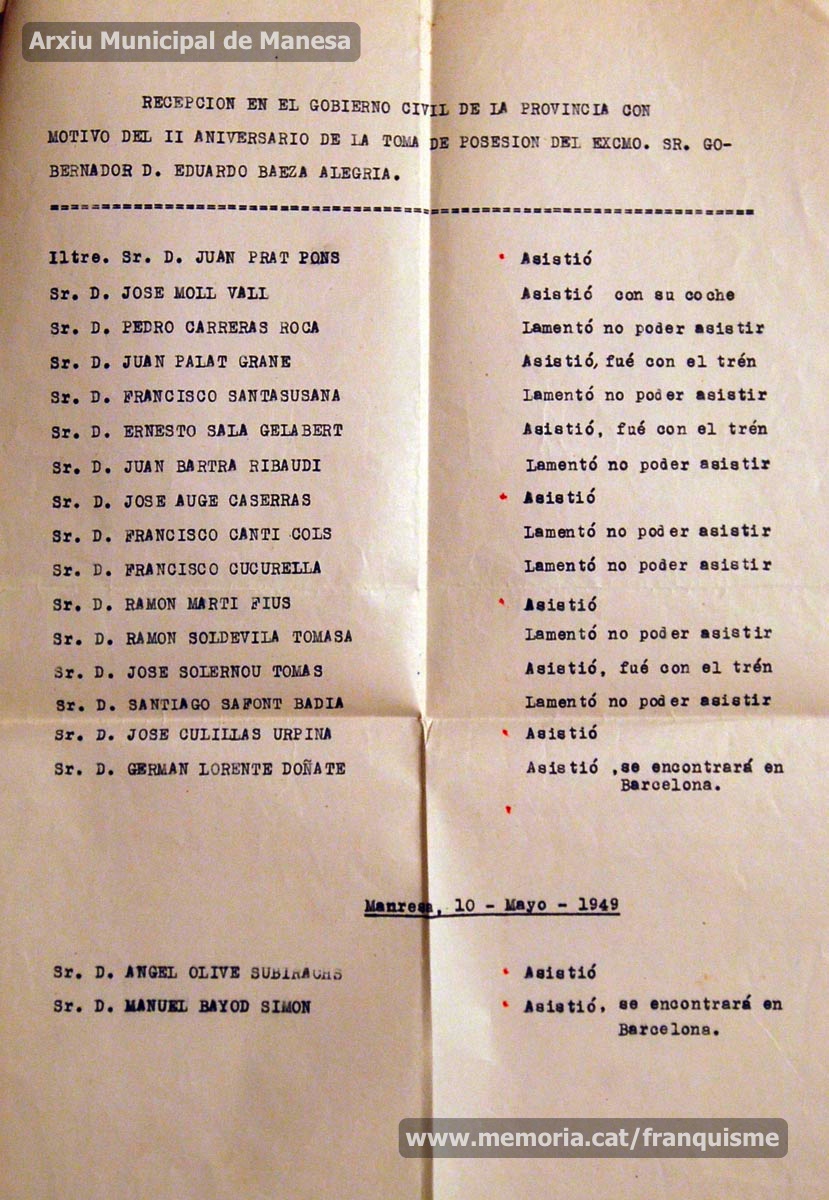 Arxiu Municipal de Manesa
RECEPCION EN EL GOBIERNO CIVIL DE LA PROVINCIA CON
MOTIVO DEL II ANIVERSARIO DE LA TOMA DE POSESION DEL EXCMO. SR. GO-
BERNADOR D. EDUARDO BAEZA ALEGRIA.
Iltre. Sr. D. JUAN PRAT PONS Asistió
Sr. D. JOSE MOLL VALL Asistió con su coche
Sr. D. PEDRO CARRERAS ROCA Lamentó no poder asistir
Sr. D. JUAN PALAT GRANE Asistió, fué con el trén
Sr. D. FRANCISCO SANTASUSANA Lamentó no poder asistir
Sr. D. ERNESTO SALA GELABERT Asistió, fué con el trén
Sr. D. JUAN BARTRA RIBAUDI Lamentó no poder asistir
Sr. D. JOSE AUGE CASERRAS Asistió
Sr. D. FRANCISCO CANTI COLS Lamentó no poder asistir
Sr. D. FRANCISCO CUCURELLA Lamentó no poder asistir
Sr. D. RAMON MARTI FIUS Asistió
Sr. D. RAMON SOLDEVILA TOMASA Lamentó no poder asistir
Sr. D. JOSE SOLERNOU TOMAS Asistió, fué con el trén
Sr. D. SANTIAGO SAFONT BADIA Lamentó no poder asistir
Sr. D. JOSE CULILLAS URPINA Asistió
Sr. D. GERMAN LORENTE DOÑATE Asistió ,se encontrará en
Barcelona.
Manresa, 10 - Mayo - 1949
Sr. D. ANGEL OLIVE SUBIRACHS Asistió
Sr. D. MANUEL BAYOD SIMON Asistió, se encontrará en
Barcelona.
www.memoria.cat/franquisme